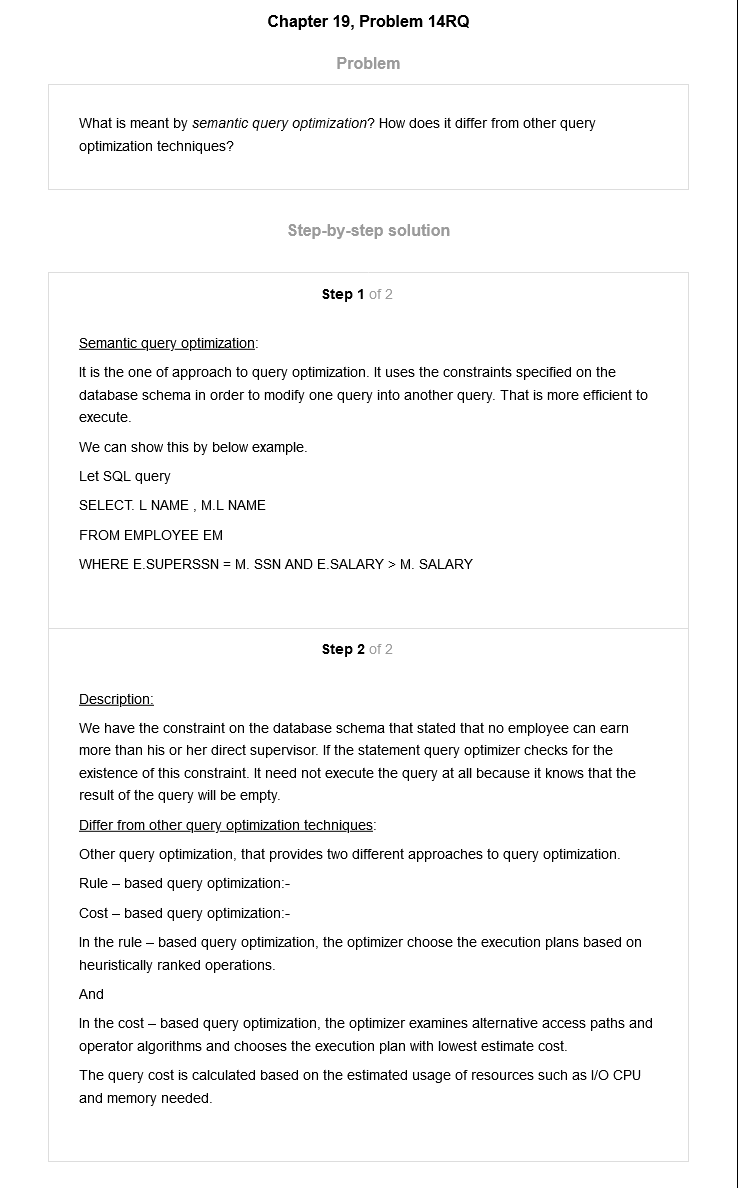 Chapter 19, Problem 14RQ
Problem
What is meant by semantic query optimization? How does it differ from other query
optimization techniques?
Step-by-step solution
Step 1 of 2
Semantic query optimization:
It is the one of approach to query optimization. It uses the constraints specified on the
database schema in order to modify one query into another query. That is more efficient to
execute.
We can show this by below example.
Let SQL query
SELECT. L NAME , M.L NAME
FROM EMPLOYEE EM
WHERE E.SUPERSSN = M. SSN AND E.SALARY > M. SALARY
Step 2 of 2
Description:
We have the constraint on the database schema that stated that no employee can earn
more than his or her direct supervisor. If the statement query optimizer checks for the
existence of this constraint. It need not execute the query at all because it knows that the
result of the query will be empty.
Differ from other query optimization techniques:
Other query optimization, that provides two different approaches to query optimization.
Rule – based query optimization:-
Cost – based query optimization:-
In the rule – based query optimization, the optimizer choose the execution plans based on
heuristically ranked operations.
And
In the cost – based query optimization, the optimizer examines alternative access paths and
operator algorithms and chooses the execution plan with lowest estimate cost.
The query cost is calculated based on the estimated usage of resources such as I/O CPU
and memory needed.